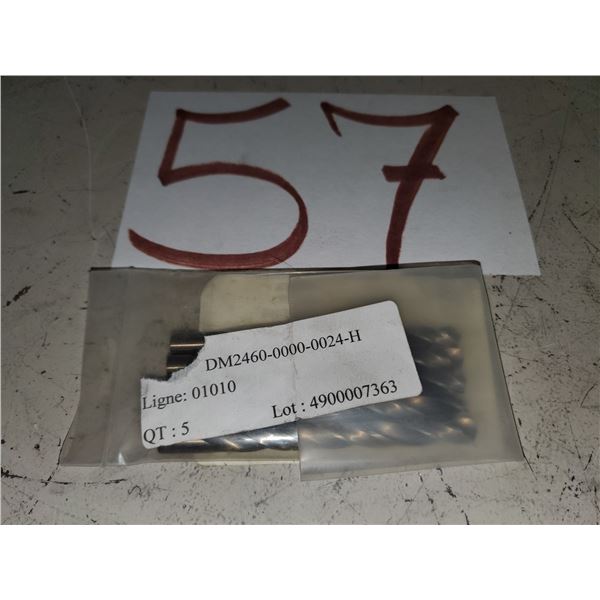 57
DM2460-0000-0024-H
Ligne: 01010
Lot : 4900007363
QT : 5